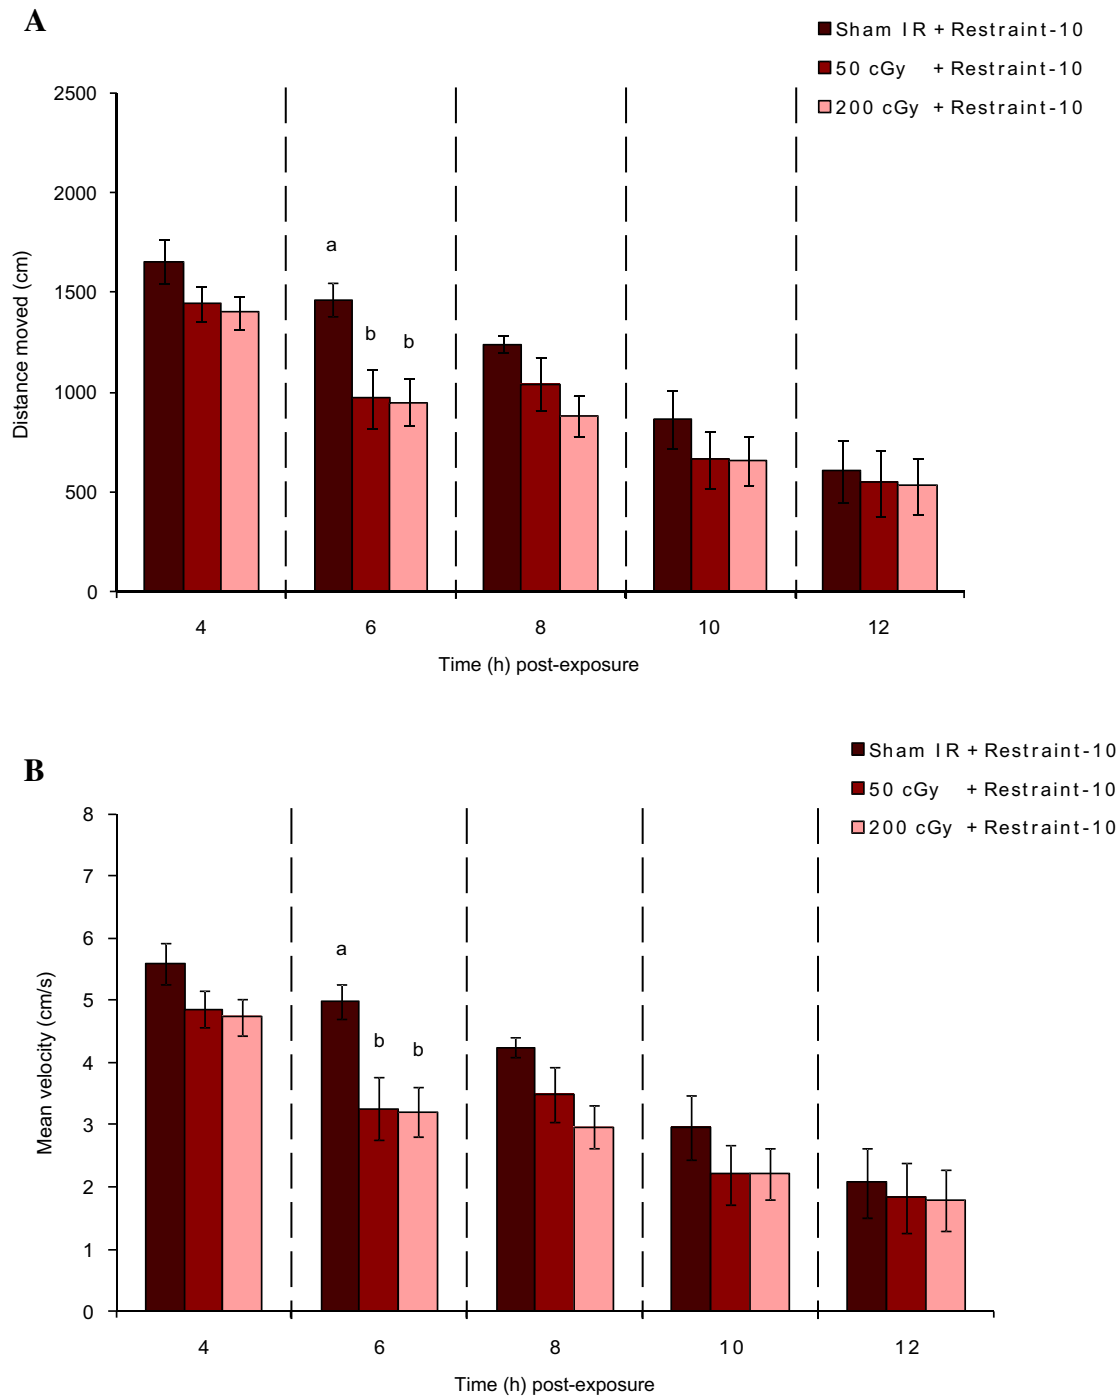 A
Sham IR + Restraint-10
50 cGy + Restraint-10
200 cGy + Restraint-10
2500
2000
1500
1000
500
0
Distance moved (cm)
a
b
b
4 6 8 10 12
Time (h) post-exposure
B
Sham IR + Restraint-10
50 cGy + Restraint-10
200 cGy + Restraint-10
8
7
6
5
4
3
2
1
0
Mean velocity (cm/s)
a
b
b
4 6 8 10 12
Time (h) post-exposure